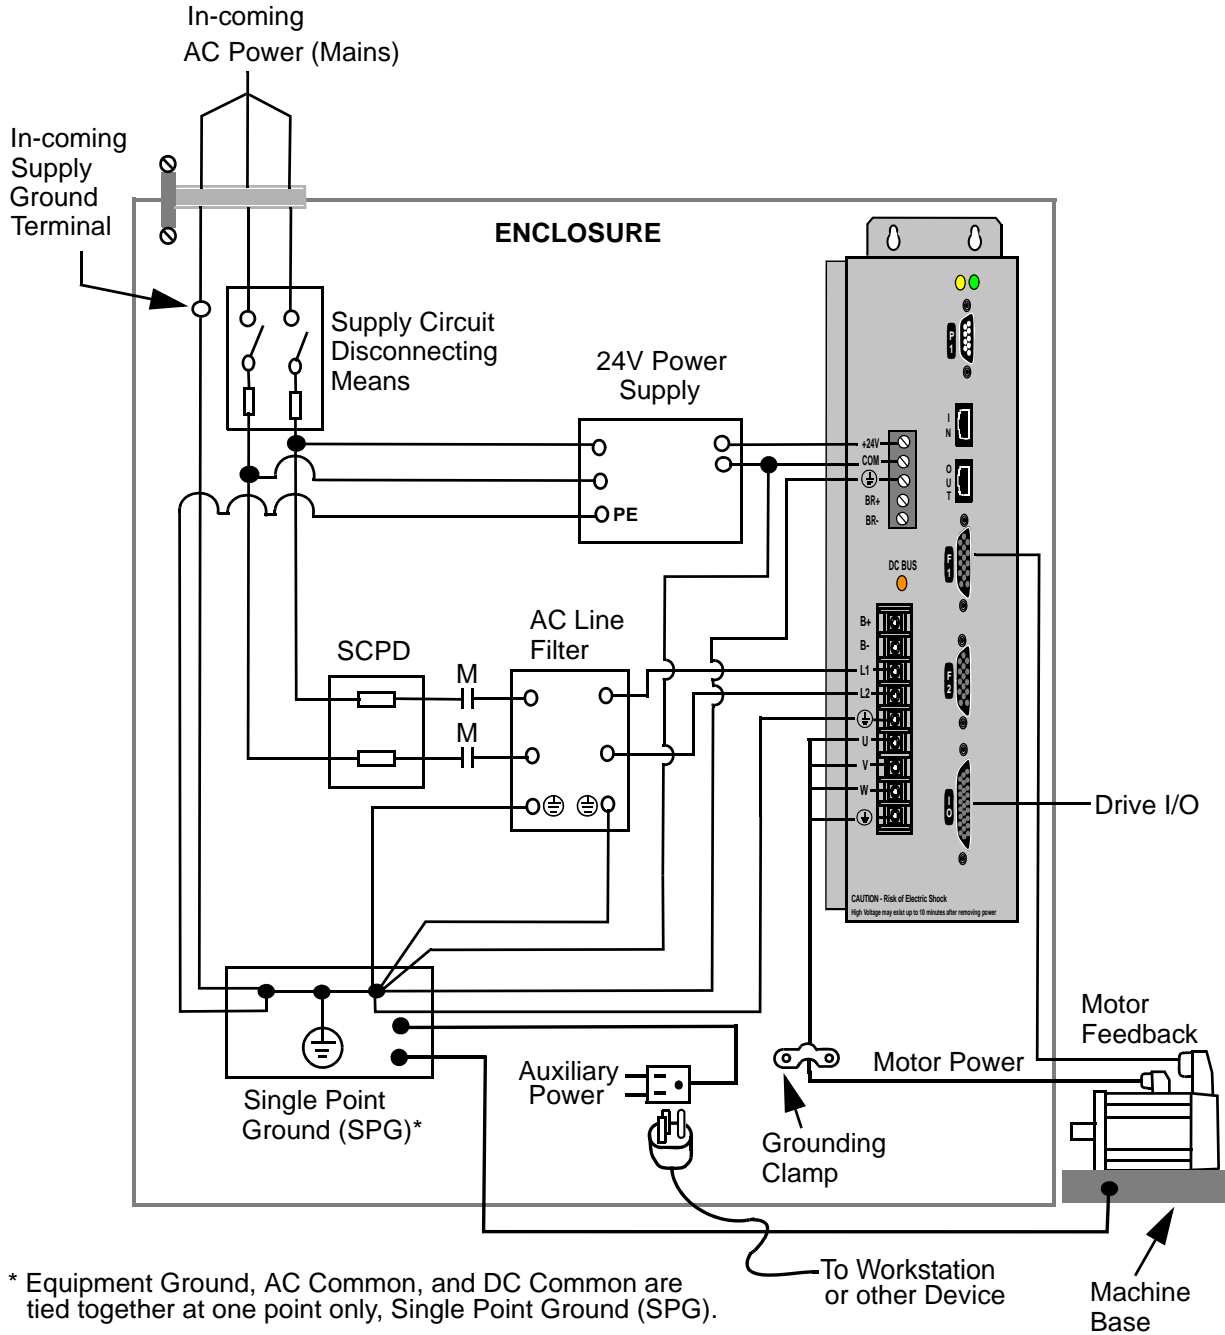 In-coming
AC Power (Mains)
In-coming
Supply
Ground
Terminal
ENCLOSURE
Supply Circuit
Disconnecting
Means
24V Power
Supply
P1
IN
+24V
COM
OUT
PE
BR+
BR-
F1
DC BUS
AC Line
Filter
B+
SCPD
B-
M
L1
F2
L2
M
U
V
W
IO
Drive I/O
CAUTION - Risk of Electric Shock
High Voltage may exist up to 10 minutes after removing power
Motor
Feedback
Auxiliary
Power
Motor Power
Single Point
Ground (SPG)*
Grounding
Clamp
To Workstation
or other Device
Machine
Base
* Equipment Ground, AC Common, and DC Common are
tied together at one point only, Single Point Ground (SPG).